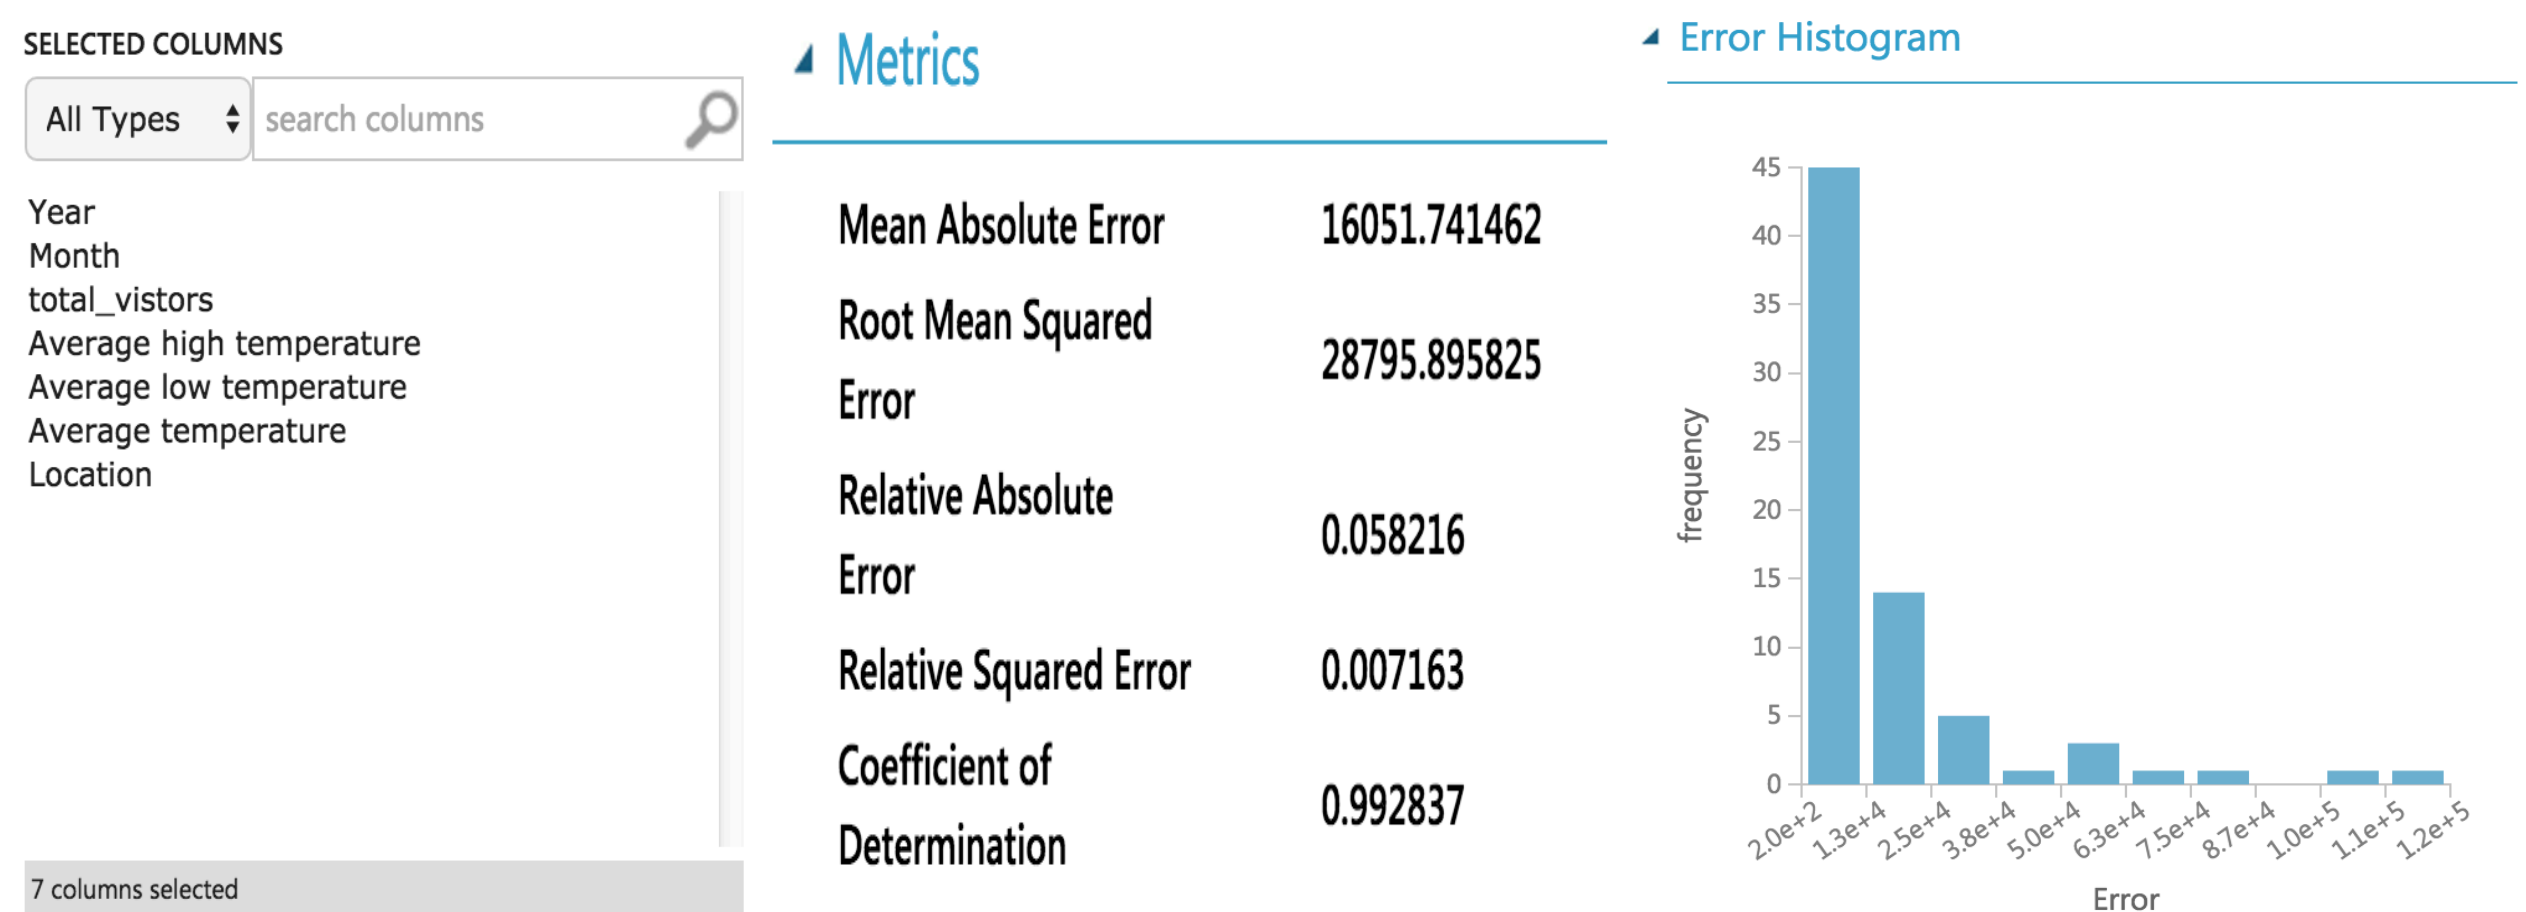 SELECTED COLUMNS
All Types
search columns
Year
Month
total_vistors
Average high temperature
Average low temperature
Average temperature
Location
7 columns selected
Metrics
Mean Absolute Error 16051.741462
Root Mean Squared
Error 28795.895825
Relative Absolute
Error 0.058216
Relative Squared Error 0.007163
Coefficient of
Determination 0.992837
Error Histogram
frequency
45
40
35
30
25
20
15
10
5
0
2.0e+2 1.3e+4 2.5e+4 3.8e+4 5.0e+4 6.3e+4 7.5e+4 8.7e+4 1.0e+5 1.1e+5 1.2e+5
Error